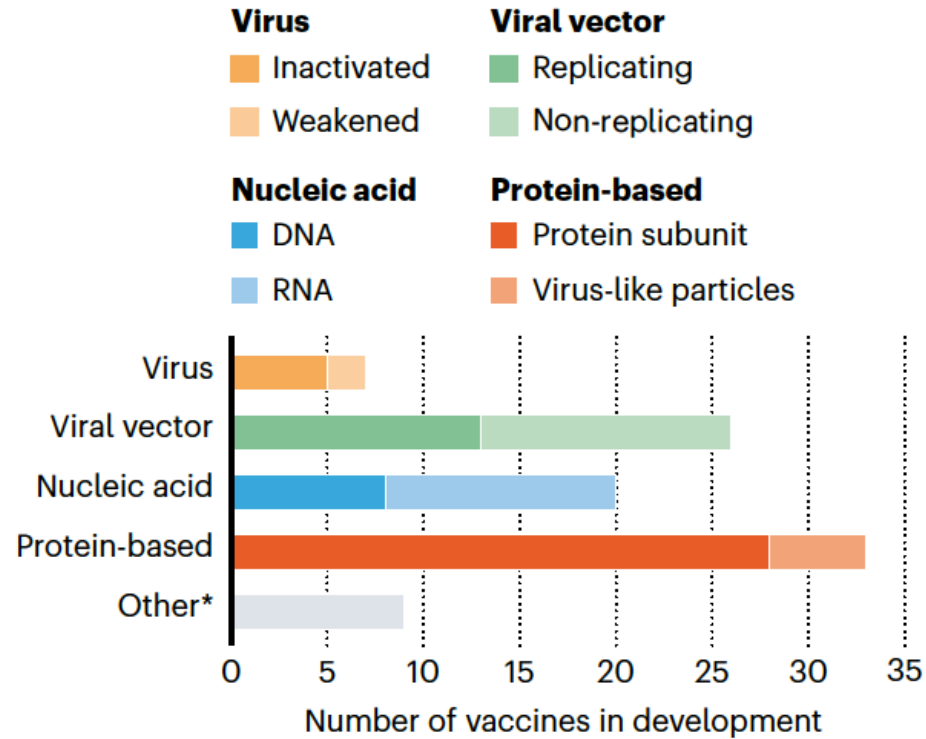 Virus
Inactivated
Weakened
Viral vector
Replicating
Non-replicating
Nucleic acid
DNA
RNA
Protein-based
Protein subunit
Virus-like particles
Virus
Viral vector
Nucleic acid
Protein-based
Other*
0 5 10 15 20 25 30 35
Number of vaccines in development